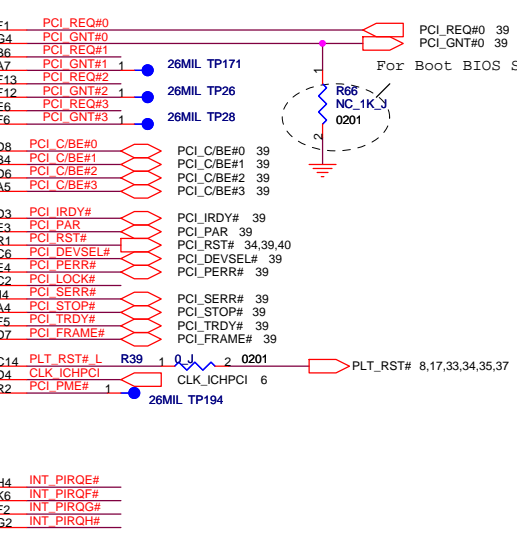 F1 PCI_REQ#0 PCI_REQ#0 39
G4 PCI_GNT#0 PCI_GNT#0 39
B6 PCI_REQ#1
A7 PCI_GNT#1 1 26MIL TP171
F13 PCI_REQ#2
F12 PCI_GNT#2 1 26MIL TP26
E6 PCI_REQ#3
F6 PCI_GNT#3 1 26MIL TP28
For Boot BIOS S
1
R66
NC_1K_J
0201
2
D8 PCI_C/BE#0 PCI_C/BE#0 39
B4 PCI_C/BE#1 PCI_C/BE#1 39
D6 PCI_C/BE#2 PCI_C/BE#2 39
A5 PCI_C/BE#3 PCI_C/BE#3 39
D3 PCI_IRDY# PCI_IRDY# 39
E3 PCI_PAR PCI_PAR 39
R1 PCI_RST# PCI_RST# 34,39,40
C6 PCI_DEVSEL# PCI_DEVSEL# 39
E4 PCI_PERR# PCI_PERR# 39
C2 PCI_LOCK#
J4 PCI_SERR# PCI_SERR# 39
A4 PCI_STOP# PCI_STOP# 39
F5 PCI_TRDY# PCI_TRDY# 39
D7 PCI_FRAME# PCI_FRAME# 39
C14 PLT_RST#_L R39 1 0_J 2 0201 PLT_RST# 8,17,33,34,35,37
D4 CLK_ICHPCI CLK_ICHPCI 6
R2 PCI_PME# 1 26MIL TP194
H4 INT_PIRQE#
K6 INT_PIRQF#
F2 INT_PIRQG#
G2 INT_PIRQH#